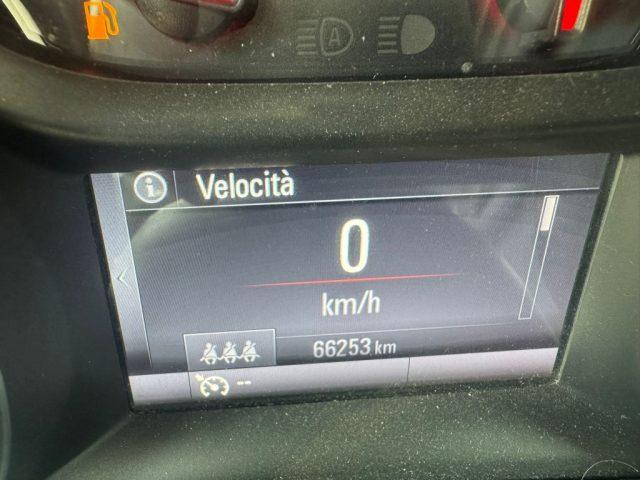 A
i
Velocità
0
km/h
66253 km
--